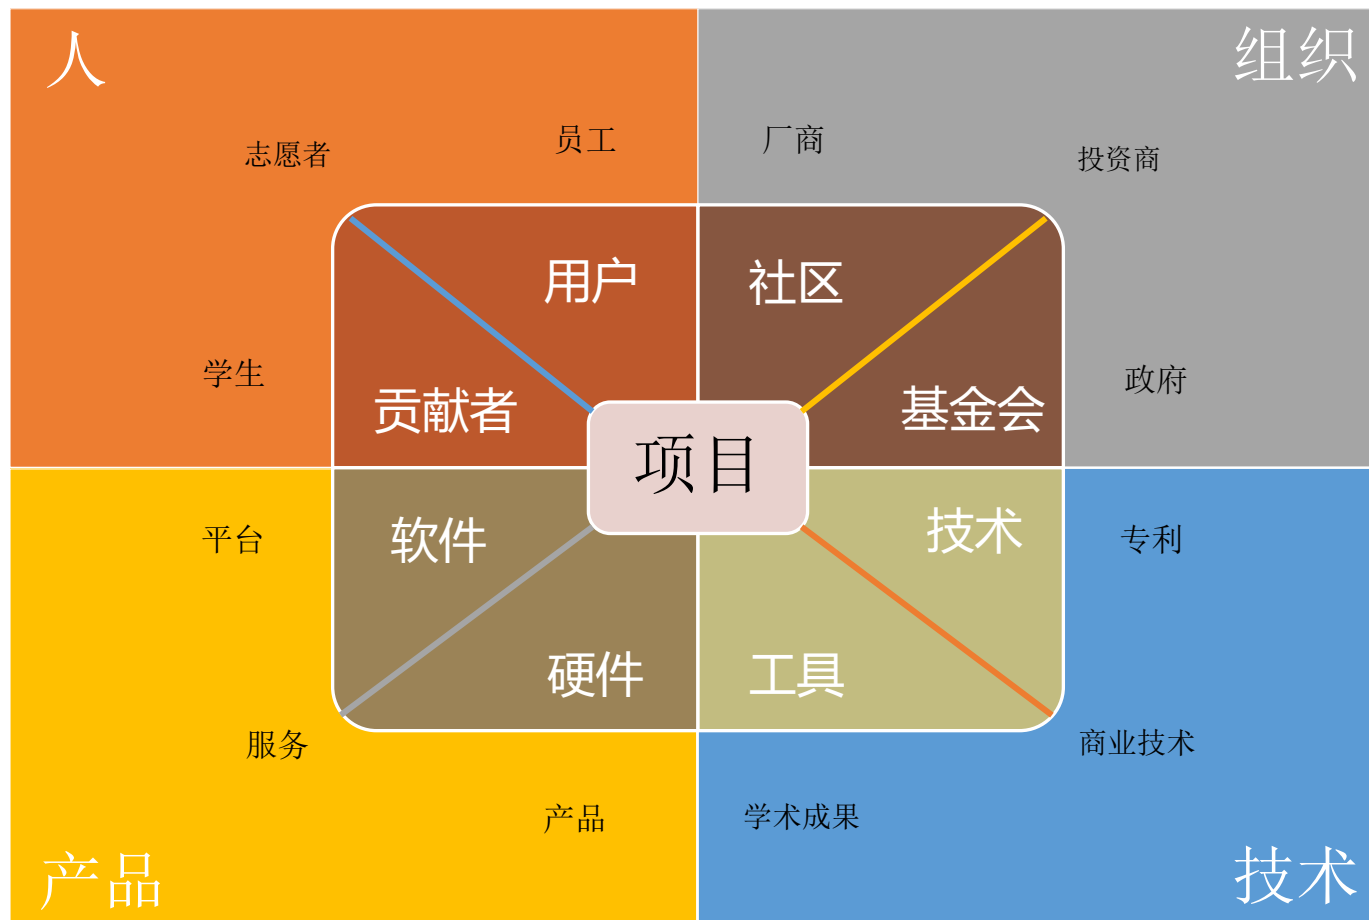 人
组织
志愿者
员工
厂商
投资商
用户
社区
学生
贡献者
基金会
政府
项目
平台
软件
技术
专利
硬件
工具
服务
商业技术
产品
学术成果
产品
技术